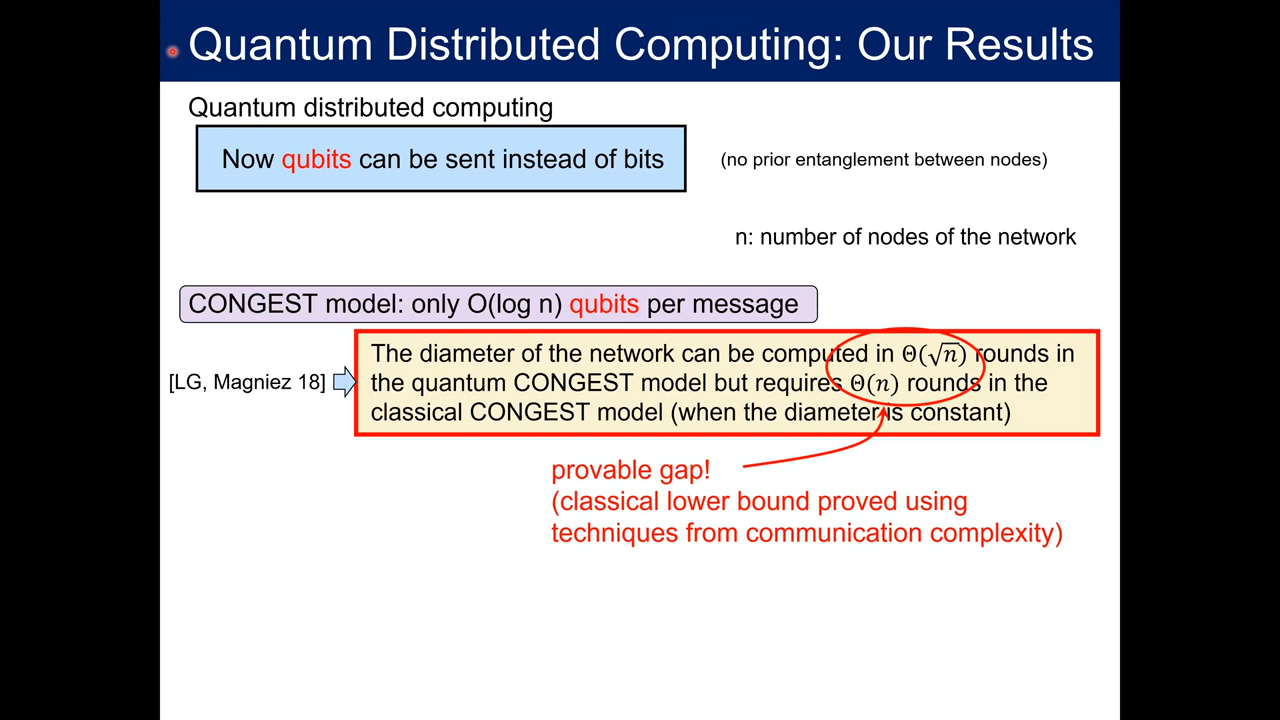 Quantum Distributed Computing: Our Results
Quantum distributed computing
Now qubits can be sent instead of bits
(no prior entanglement between nodes)
n: number of nodes of the network
CONGEST model: only O(log n) qubits per message
[LG, Magniez 18]
The diameter of the network can be computed in Θ(√n) rounds in
the quantum CONGEST model but requires Θ(n) rounds in the
classical CONGEST model (when the diameter is constant)
provable gap!
(classical lower bound proved using
techniques from communication complexity)